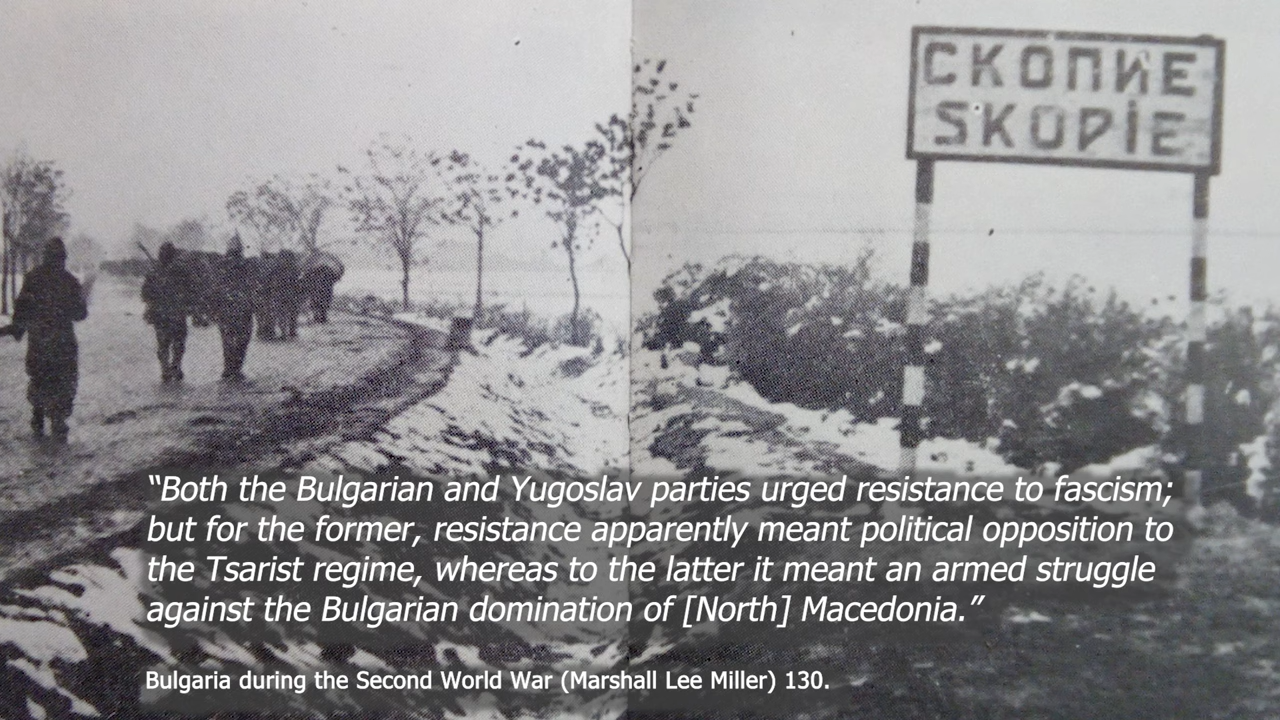 СКОПИЕ
SKOPIE
“Both the Bulgarian and Yugoslav parties urged resistance to fascism;
but for the former, resistance apparently meant political opposition to
the Tsarist regime, whereas to the latter it meant an armed struggle
against the Bulgarian domination of [North] Macedonia.”
Bulgaria during the Second World War (Marshall Lee Miller) 130.